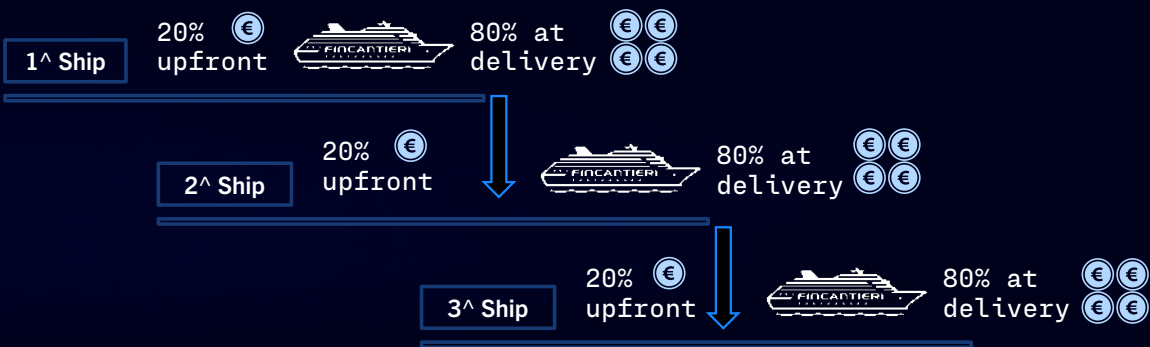 1^ Ship
20% €
upfront
FINCANTIERI
80% at € €
delivery € €
2^ Ship
20% €
upfront
FINCANTIERI
80% at € €
delivery € €
3^ Ship
20% €
upfront
FINCANTIERI
80% at € €
delivery € €